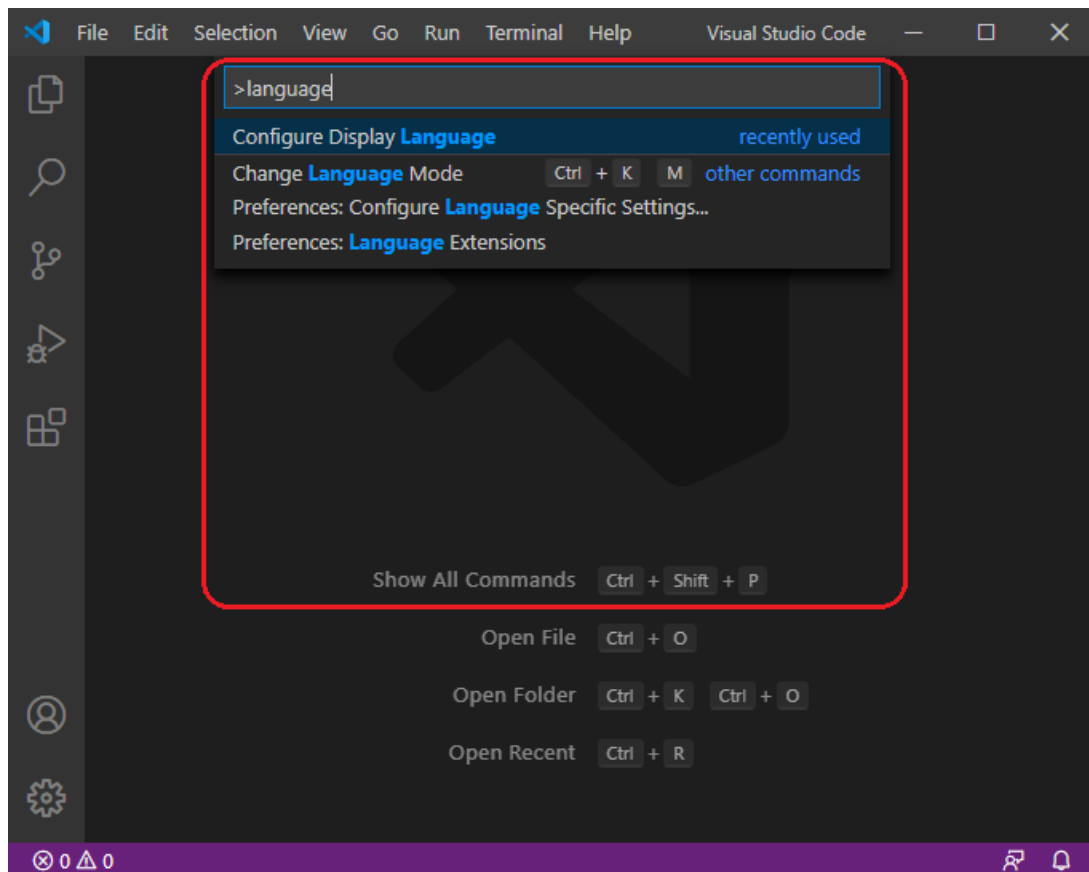 File Edit Selection View Go Run Terminal Help Visual Studio Code
>language
Configure Display Language recently used
Change Language Mode Ctrl + K M other commands
Preferences: Configure Language Specific Settings...
Preferences: Language Extensions
Show All Commands Ctrl + Shift + P
Open File Ctrl + O
Open Folder Ctrl + K Ctrl + O
Open Recent Ctrl + R
0 0